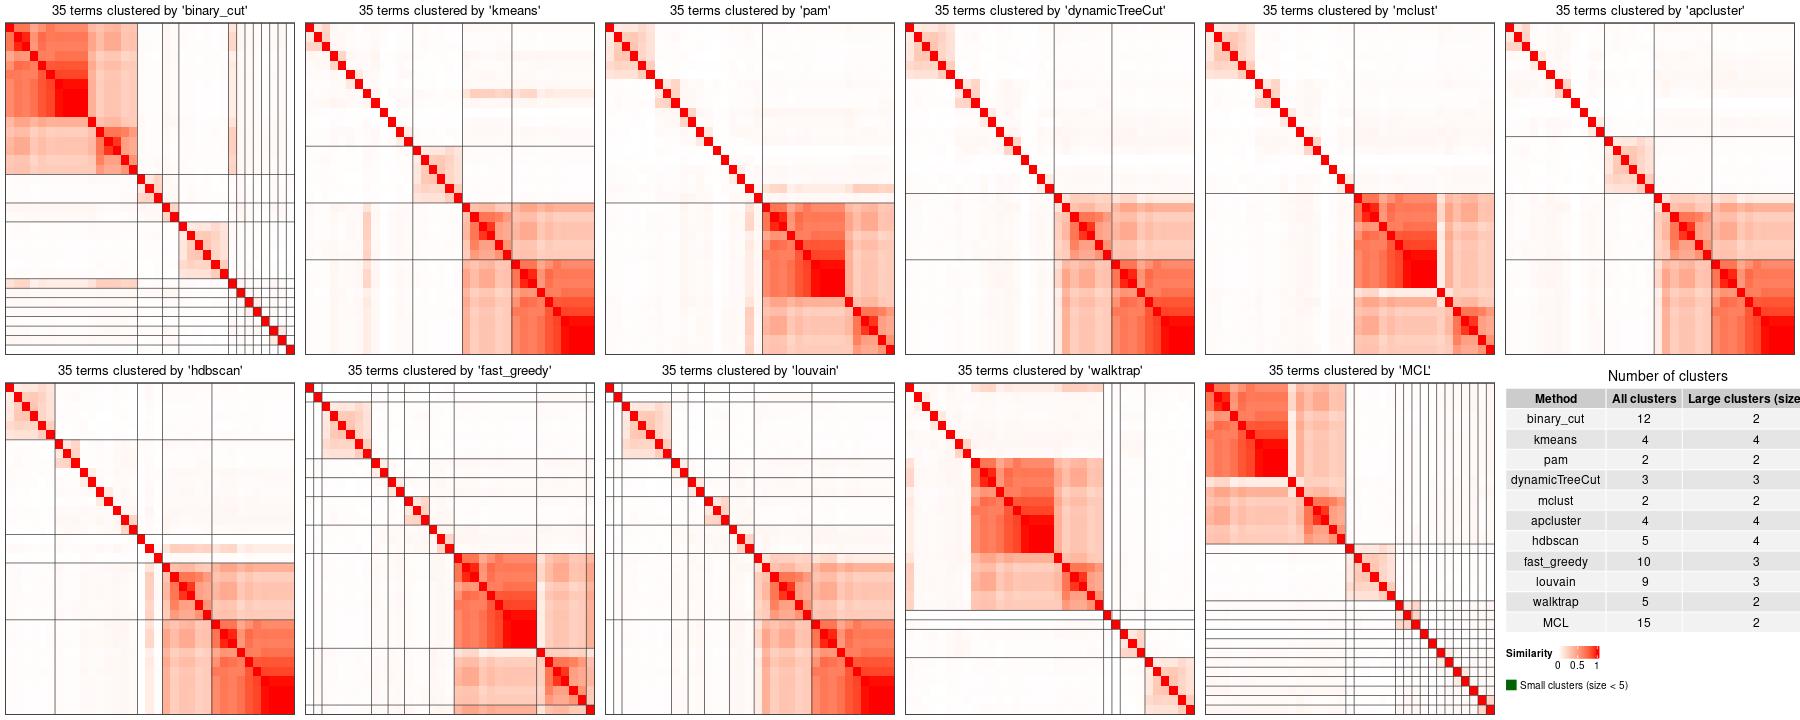 35 terms clustered by 'binary_cut'
35 terms clustered by 'kmeans'
35 terms clustered by 'pam'
35 terms clustered by 'dynamicTreeCut'
35 terms clustered by 'mclust'
35 terms clustered by 'apcluster'
35 terms clustered by 'hdbscan'
35 terms clustered by 'fast_greedy'
35 terms clustered by 'louvain'
35 terms clustered by 'walktrap'
35 terms clustered by 'MCL'
Number of clusters
Method All clusters Large clusters (size
binary_cut 12 2
kmeans 4 4
pam 2 2
dynamicTreeCut 3 3
mclust 2 2
apcluster 4 4
hdbscan 5 4
fast_greedy 10 3
louvain 9 3
walktrap 5 2
MCL 15 2
Similarity
0 0.5 1
Small clusters (size < 5)